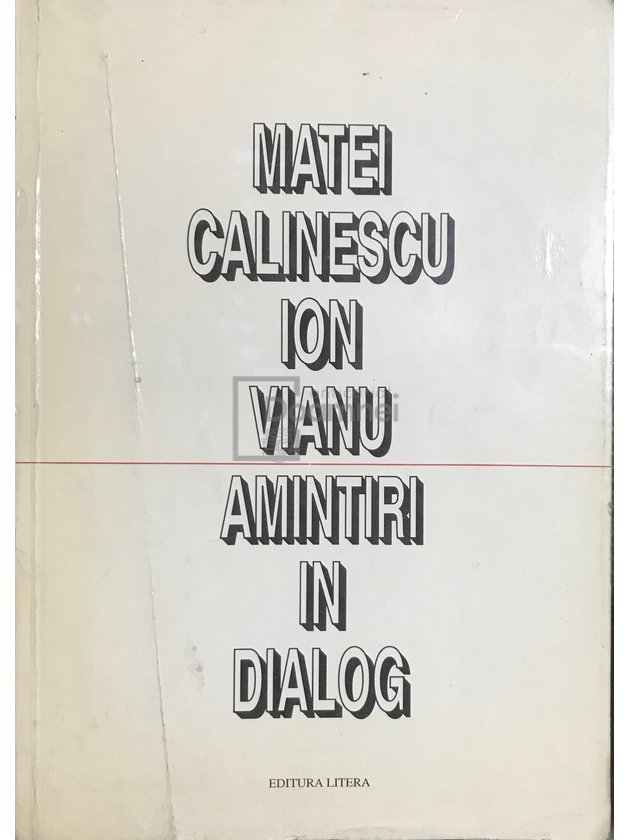 MATEI
CALINESCU
ION
VIANU
AMINTIRI
IN
DIALOG
EDITURA LITERA